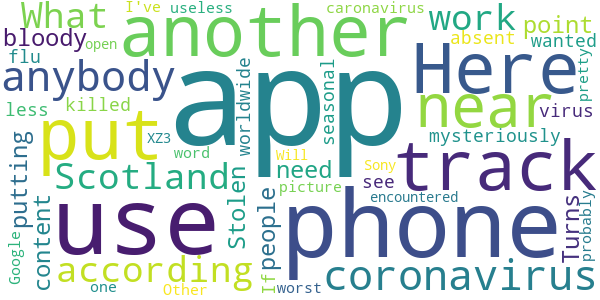 I've useless caronavirus
What another work point
bloody open absent wanted
flu Here pretty
anybody app near
less killed worldwide seasonal virus
put XZ3 mysteriously
putting word Will track
Scotland Stolen need Sony see Turns
content use picture phone encountered probably
according people
Google If coronavirus
one Other worst